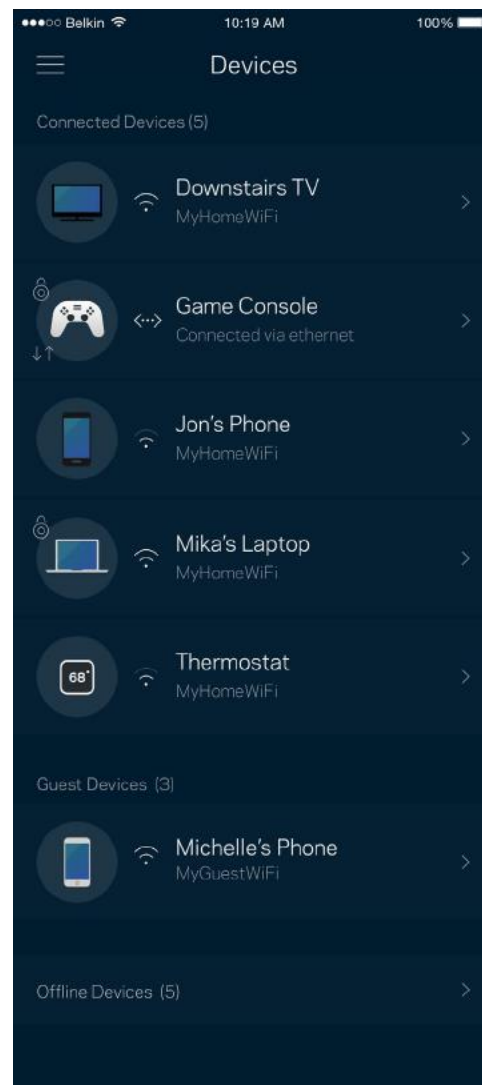 Belkin 10:19 AM 100%
Devices
Connected Devices (5)
Downstairs TV
MyHomeWiFi
Game Console
Connected via ethernet
Jon's Phone
MyHomeWiFi
Mika's Laptop
MyHomeWiFi
68°
Thermostat
MyHomeWiFi
Guest Devices (3)
Michelle's Phone
MyGuestWiFi
Offline Devices (5)